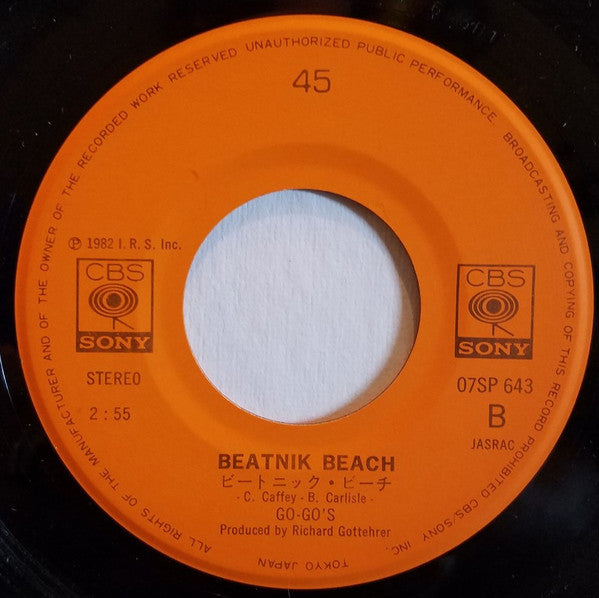 ALL RIGHTS OF THE MANUFACTURER AND OF THE OWNER OF THE RECORDED WORK RESERVED UNAUTHORIZED PUBLIC PERFORMANCE BROADCASTING AND COPYING OF THIS RECORD PROHIBITED CBS/SONY INC.
TOKYO JAPAN
45
℗ 1982 I. R. S. Inc.
CBS
SONY
CBS
SONY
STEREO
07SP 643
2:55
B
JASRAC
BEATNIK BEACH
ビートニック・ビーチ
- C. Caffey - B. Carlisle -
GO-GO'S
Produced by Richard Gottehrer